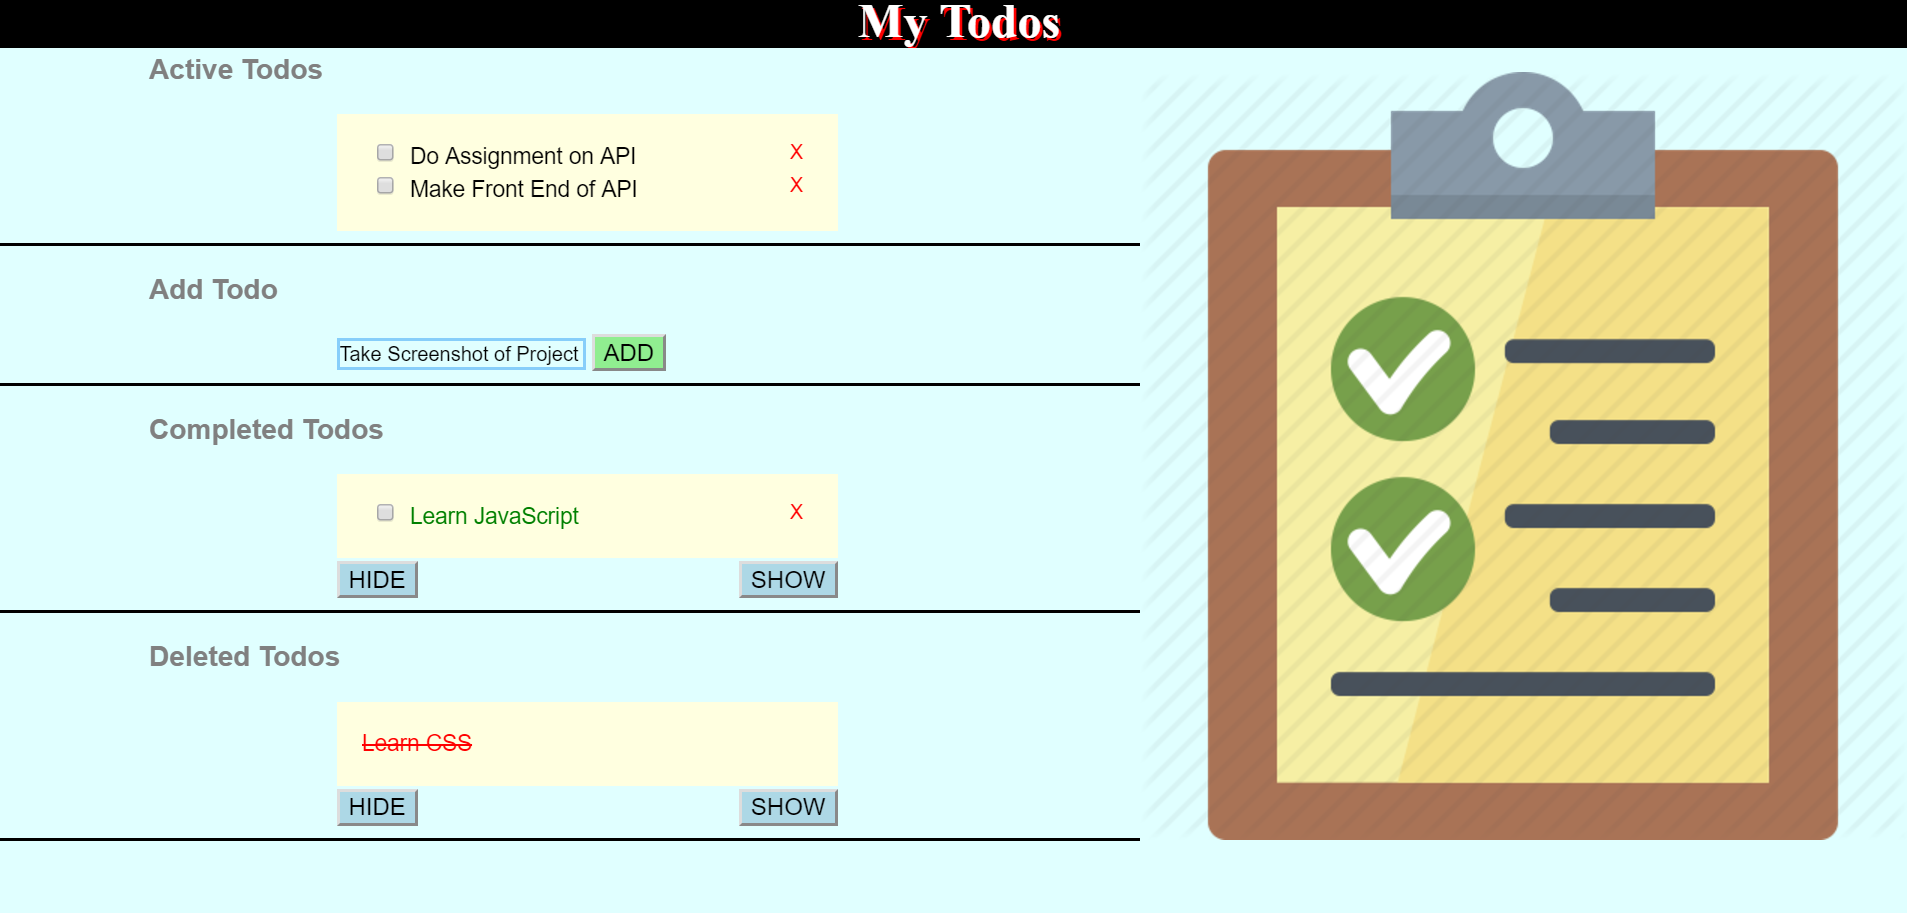 My Todos
Active Todos
Do Assignment on API X
Make Front End of API X
Add Todo
Take Screenshot of Project ADD
Completed Todos
Learn JavaScript X
HIDE SHOW
Deleted Todos
Learn CSS
HIDE SHOW